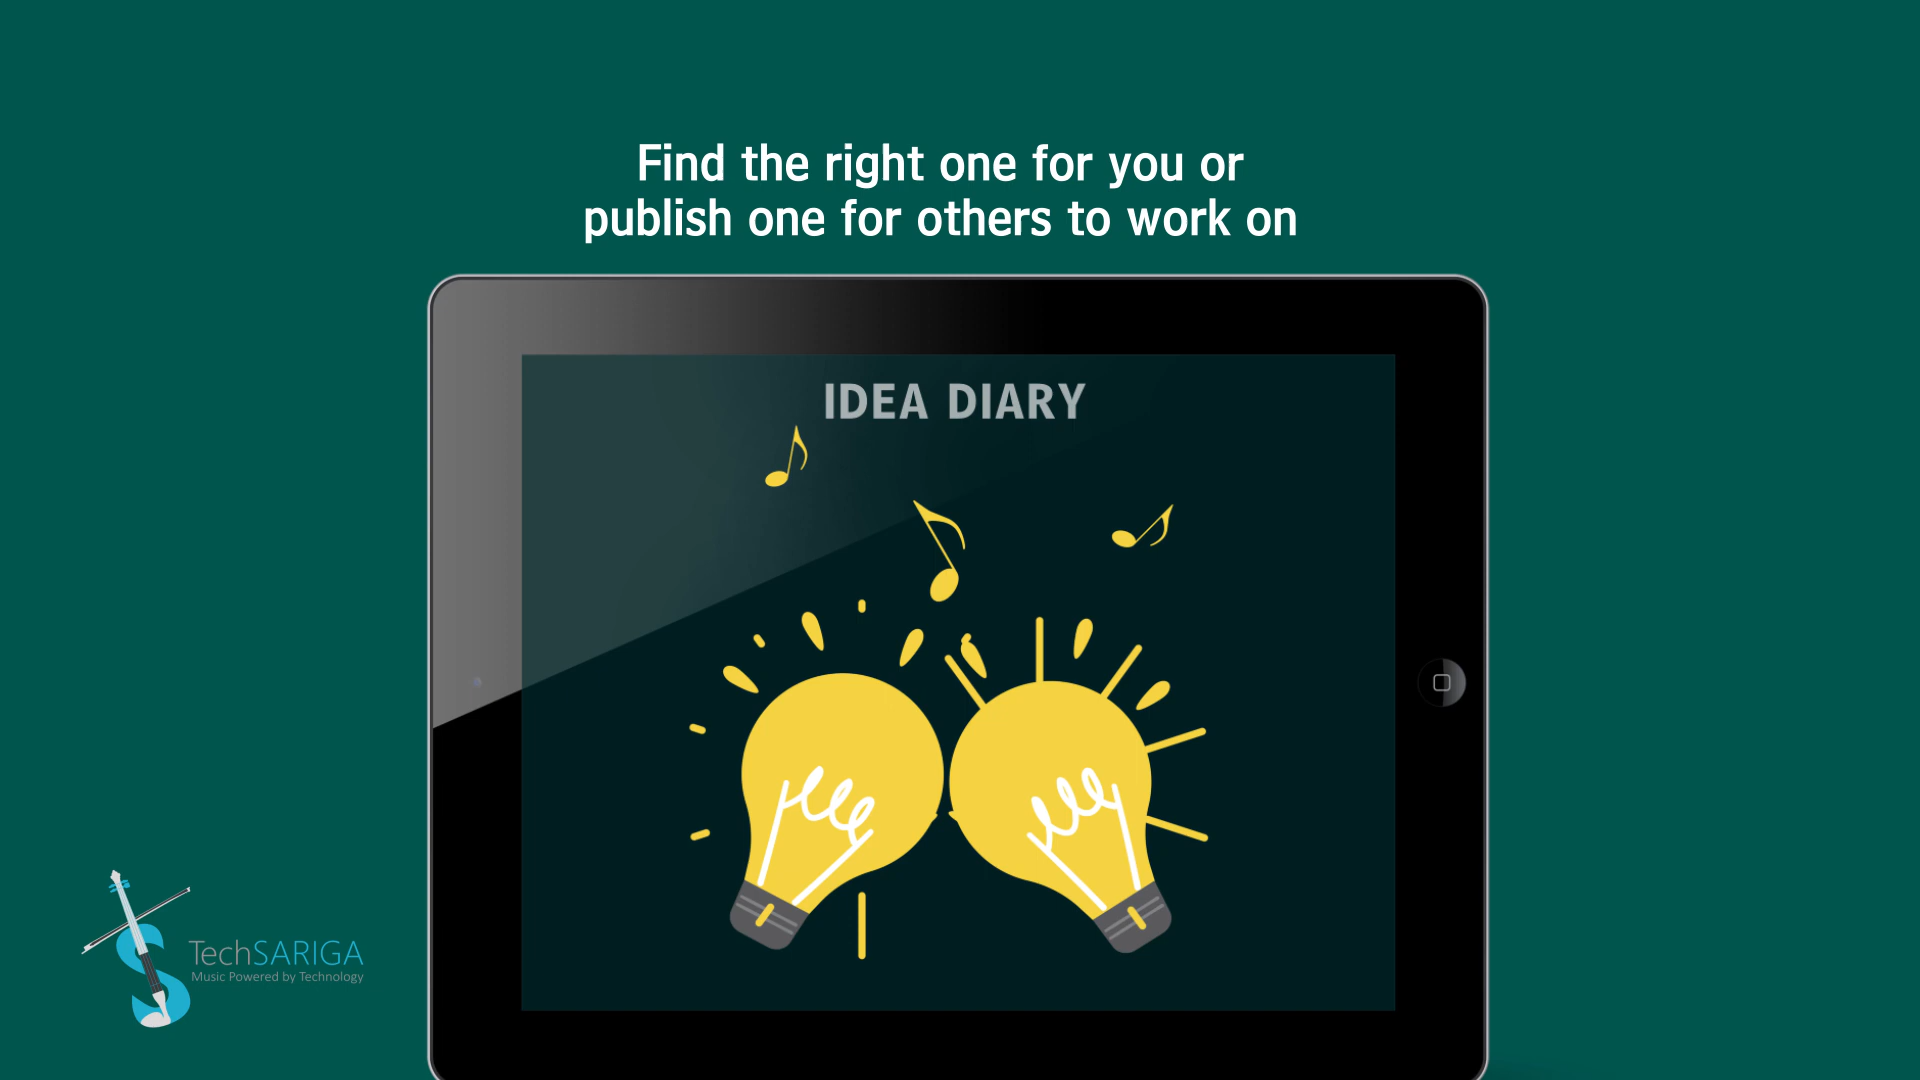 Find the right one for you or
publish one for others to work on
IDEA DIARY
TechSARIGA
Music Powered by Technology